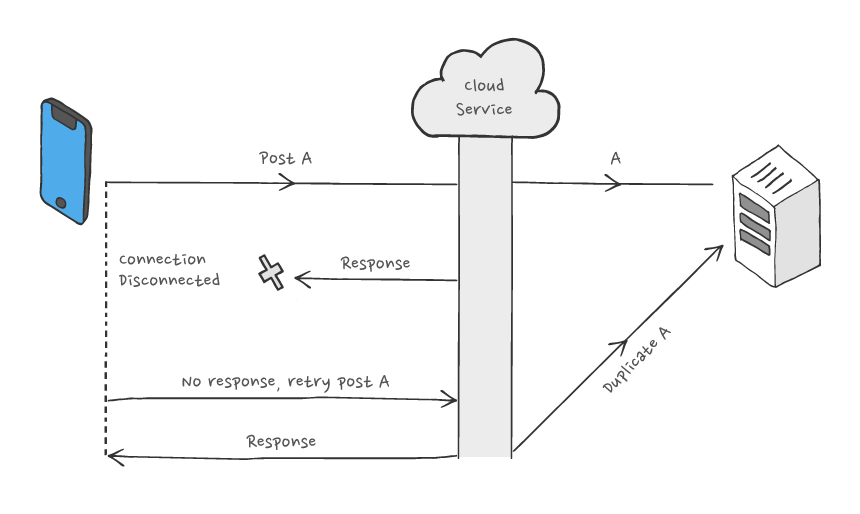 cloud
Service
Post A
A
connection
Disconnected
Response
No response, retry post A
Duplicate A
Response